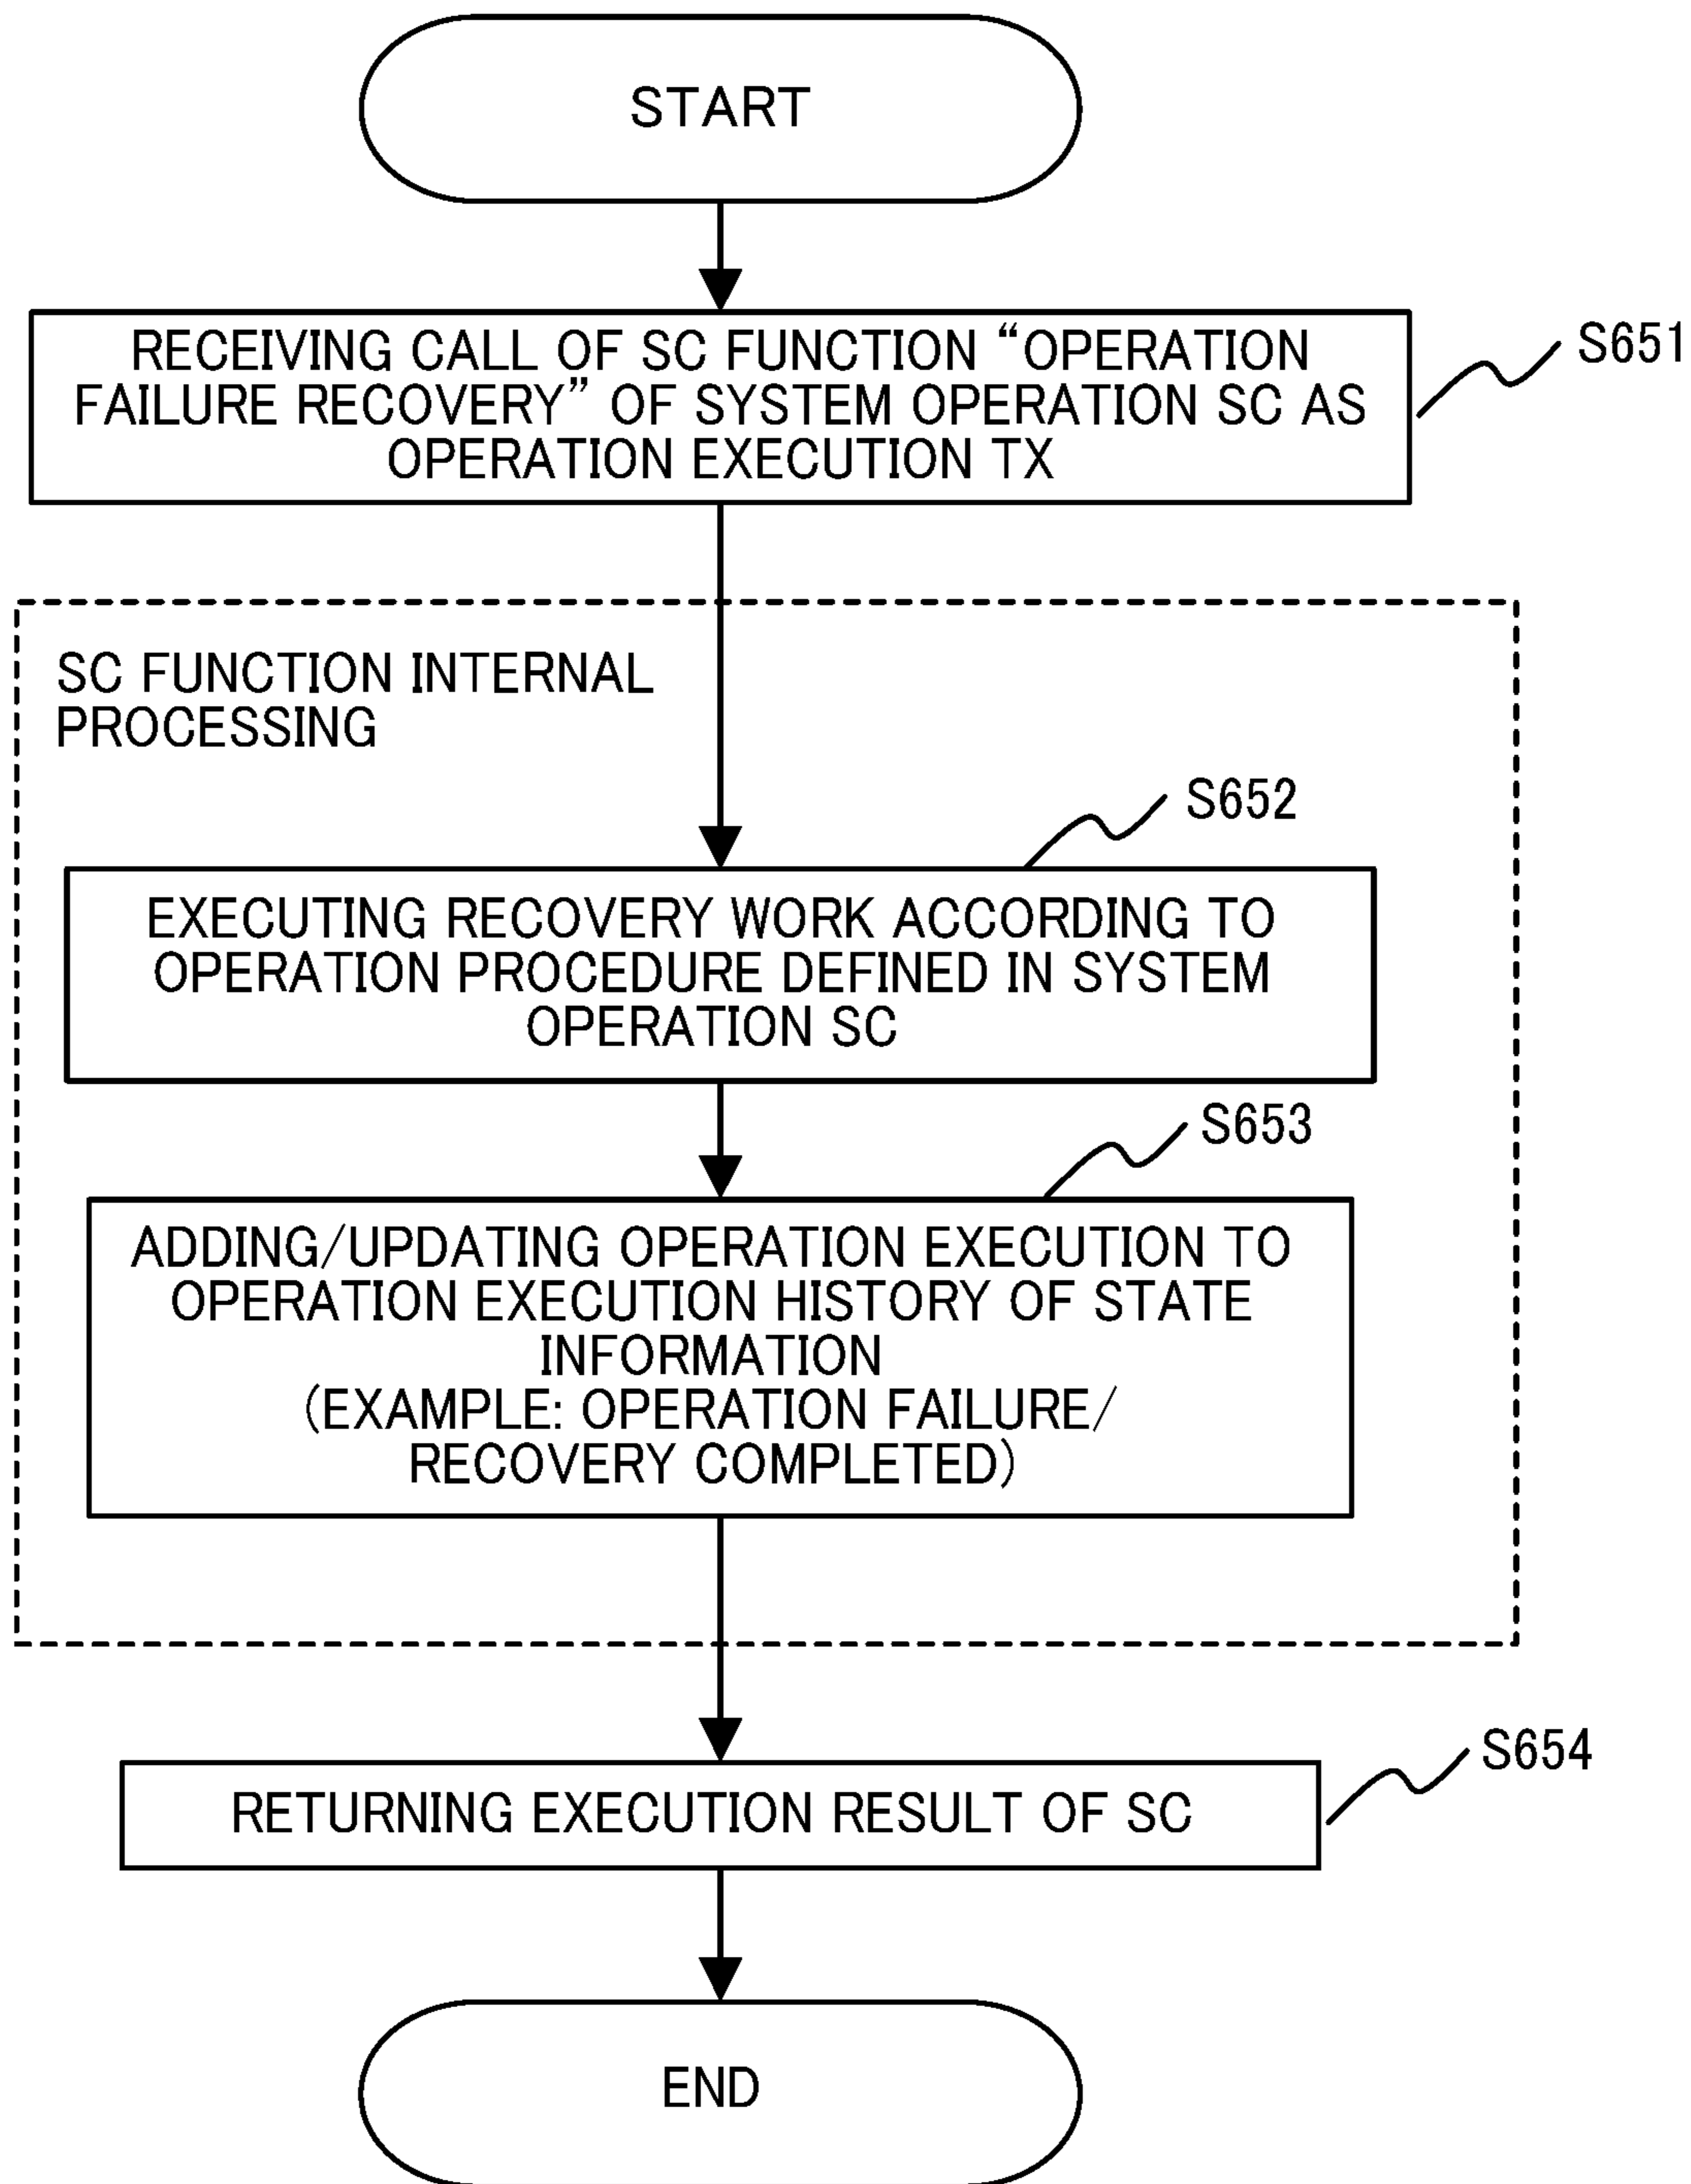 START
RECEIVING CALL OF SC FUNCTION “OPERATION
FAILURE RECOVERY” OF SYSTEM OPERATION SC AS
OPERATION EXECUTION TX
S651
SC FUNCTION INTERNAL
PROCESSING
S652
EXECUTING RECOVERY WORK ACCORDING TO
OPERATION PROCEDURE DEFINED IN SYSTEM
OPERATION SC
S653
ADDING/UPDATING OPERATION EXECUTION TO
OPERATION EXECUTION HISTORY OF STATE
INFORMATION
(EXAMPLE: OPERATION FAILURE/
RECOVERY COMPLETED)
S654
RETURNING EXECUTION RESULT OF SC
END